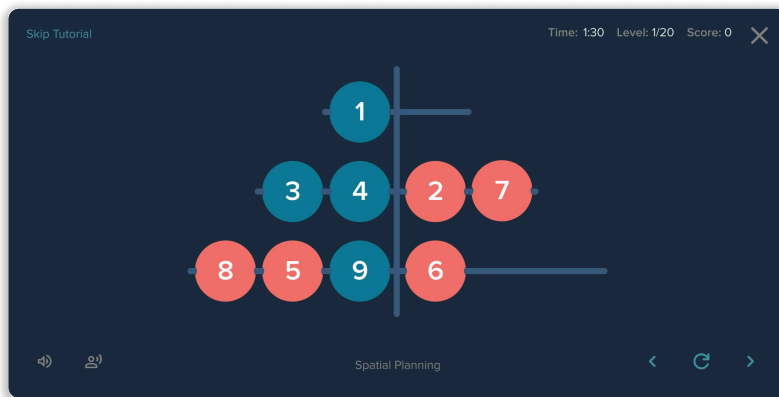 Skip Tutorial
Time: 1:30 Level: 1/20 Score: 0
1
3 4 2 7
8 5 9 6
Spatial Planning